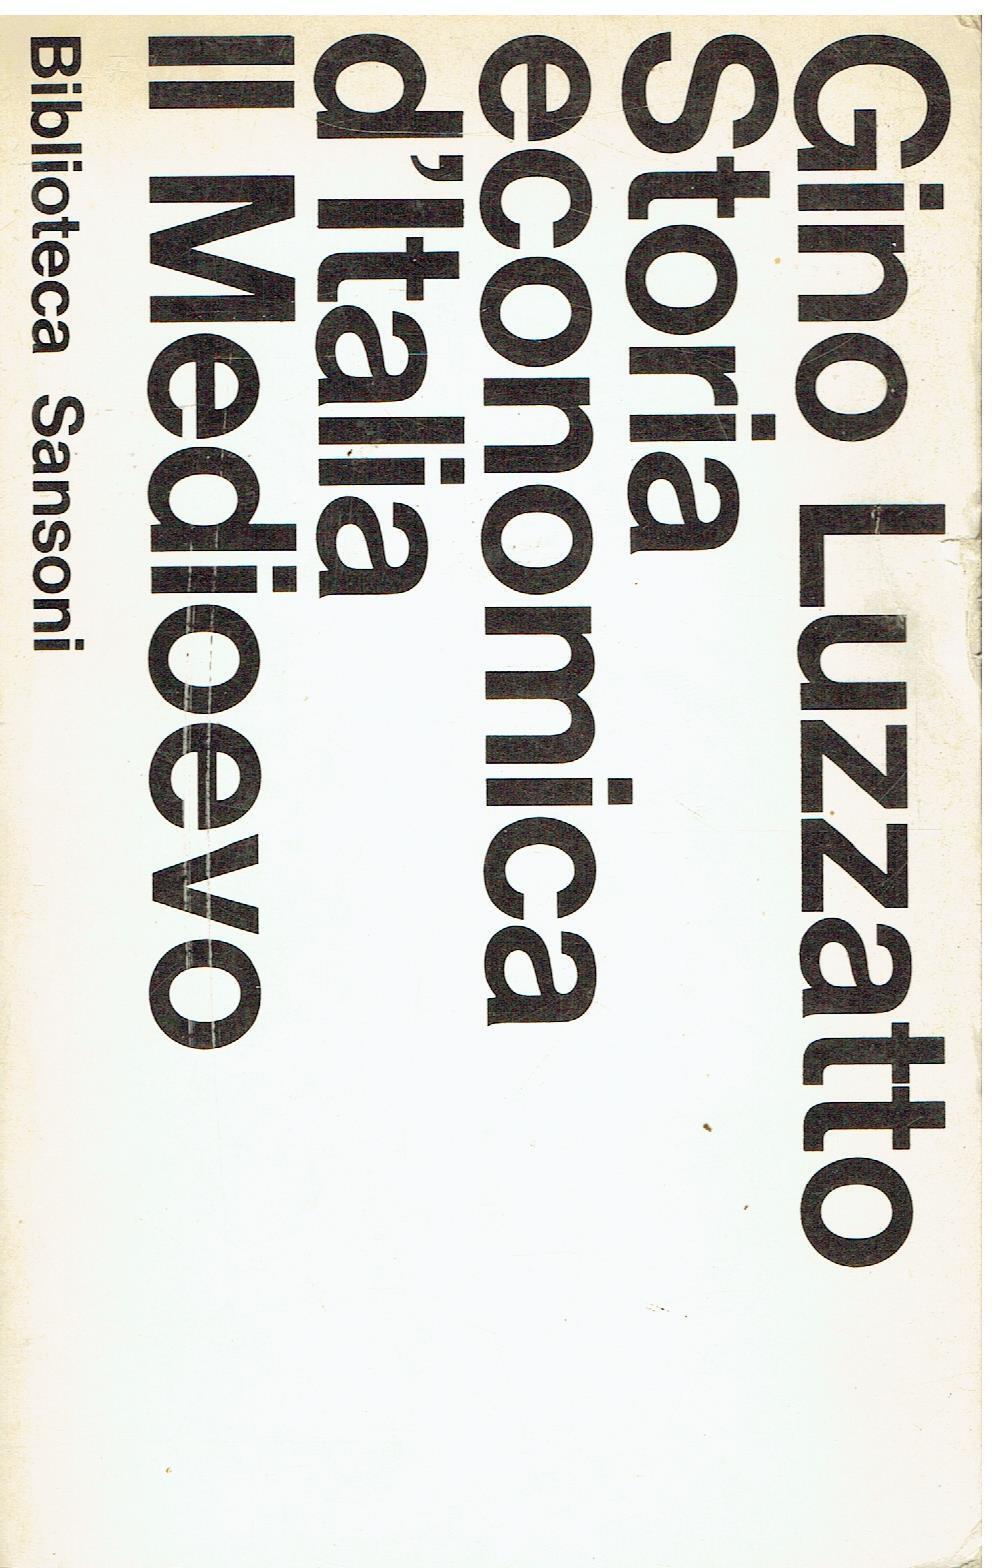 Gino Luzzatto
Storia
economica
d'Italia
Il Medioevo
Biblioteca Sansoni